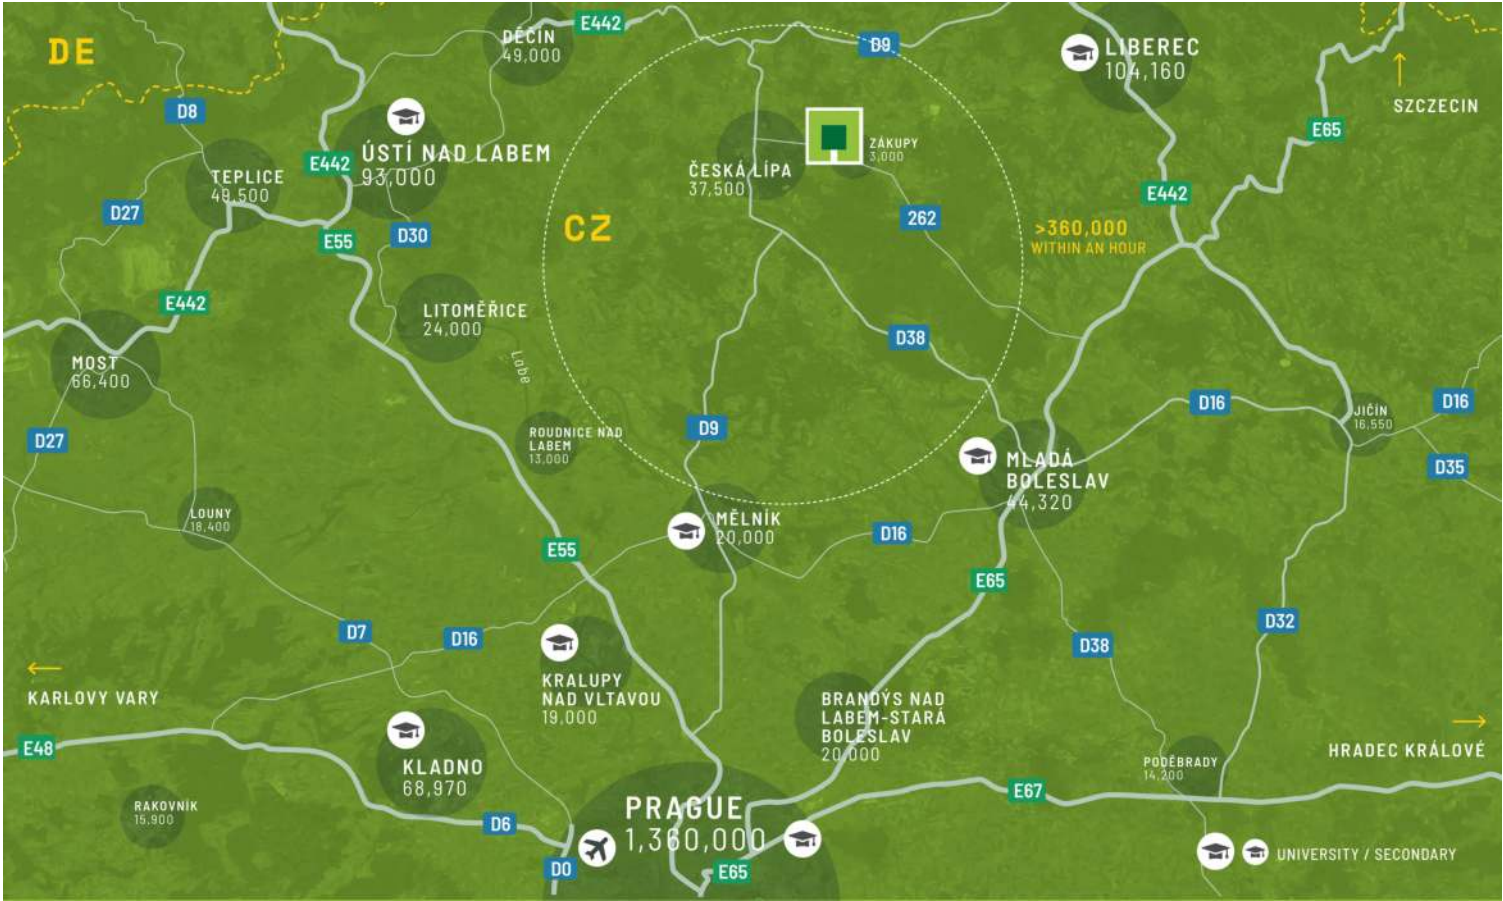 DE
DĚČÍN
49,000
E442
D9
LIBEREC
104,160
SZCZECIN
D8
E65
ÚSTÍ NAD LABEM
93,000
E442
TEPLICE
49,500
ČESKÁ LÍPA
37,500
ZÁKUPY
3,000
E442
D27
E55
D30
CZ
262
>360,000
WITHIN AN HOUR
E442
LITOMĚŘICE
24,000
D38
MOST
66,400
Labe
D16
JIČÍN
16,550
D16
D27
ROUDNICE NAD
LABEM
13,000
D9
MLADÁ
BOLESLAV
44,320
D35
LOUNY
18,400
MĚLNÍK
20,000
D16
E55
E65
D7
D16
D32
D38
KARLOVY VARY
KRALUPY
NAD VLTAVOU
19,000
BRANDÝS NAD
LABEM-STARÁ
BOLESLAV
20,000
E48
HRADEC KRÁLOVÉ
KLADNO
68,970
PODĚBRADY
14,200
E67
RAKOVNÍK
15,900
PRAGUE
1,360,000
D6
D0
E65
UNIVERSITY / SECONDARY